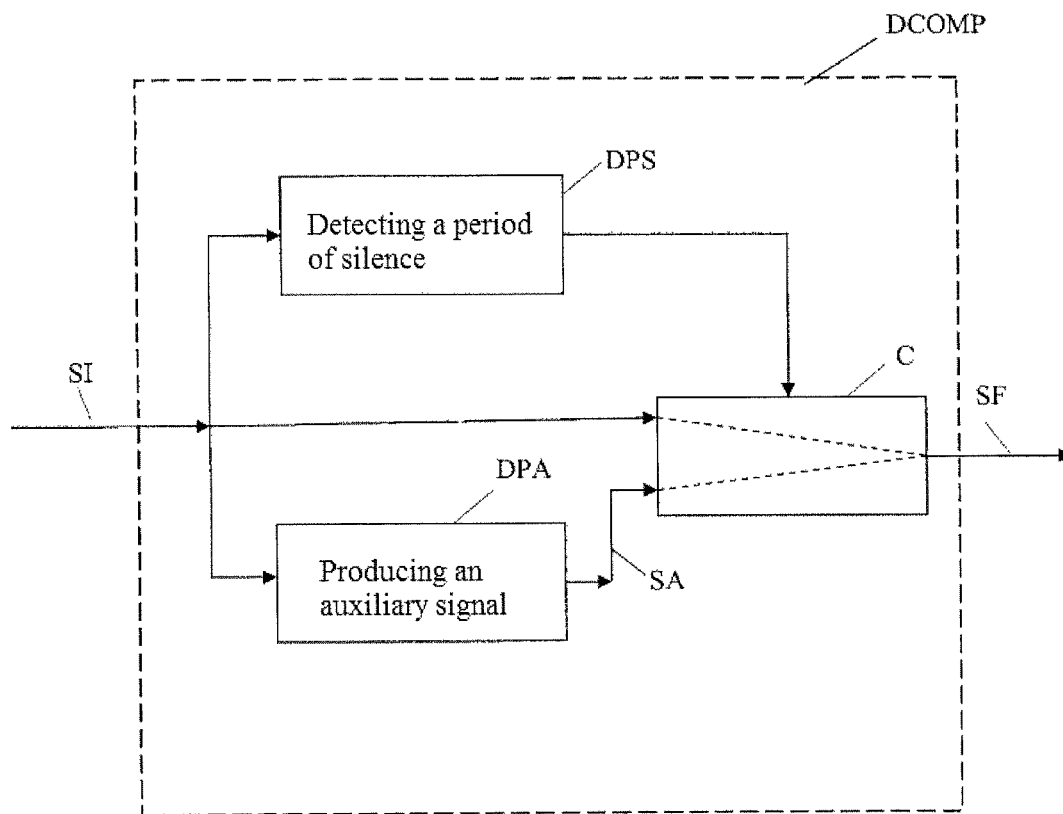 DCOMP
DPS
Detecting a period
of silence
SI
C
SF
DPA
Producing an
auxiliary signal
SA